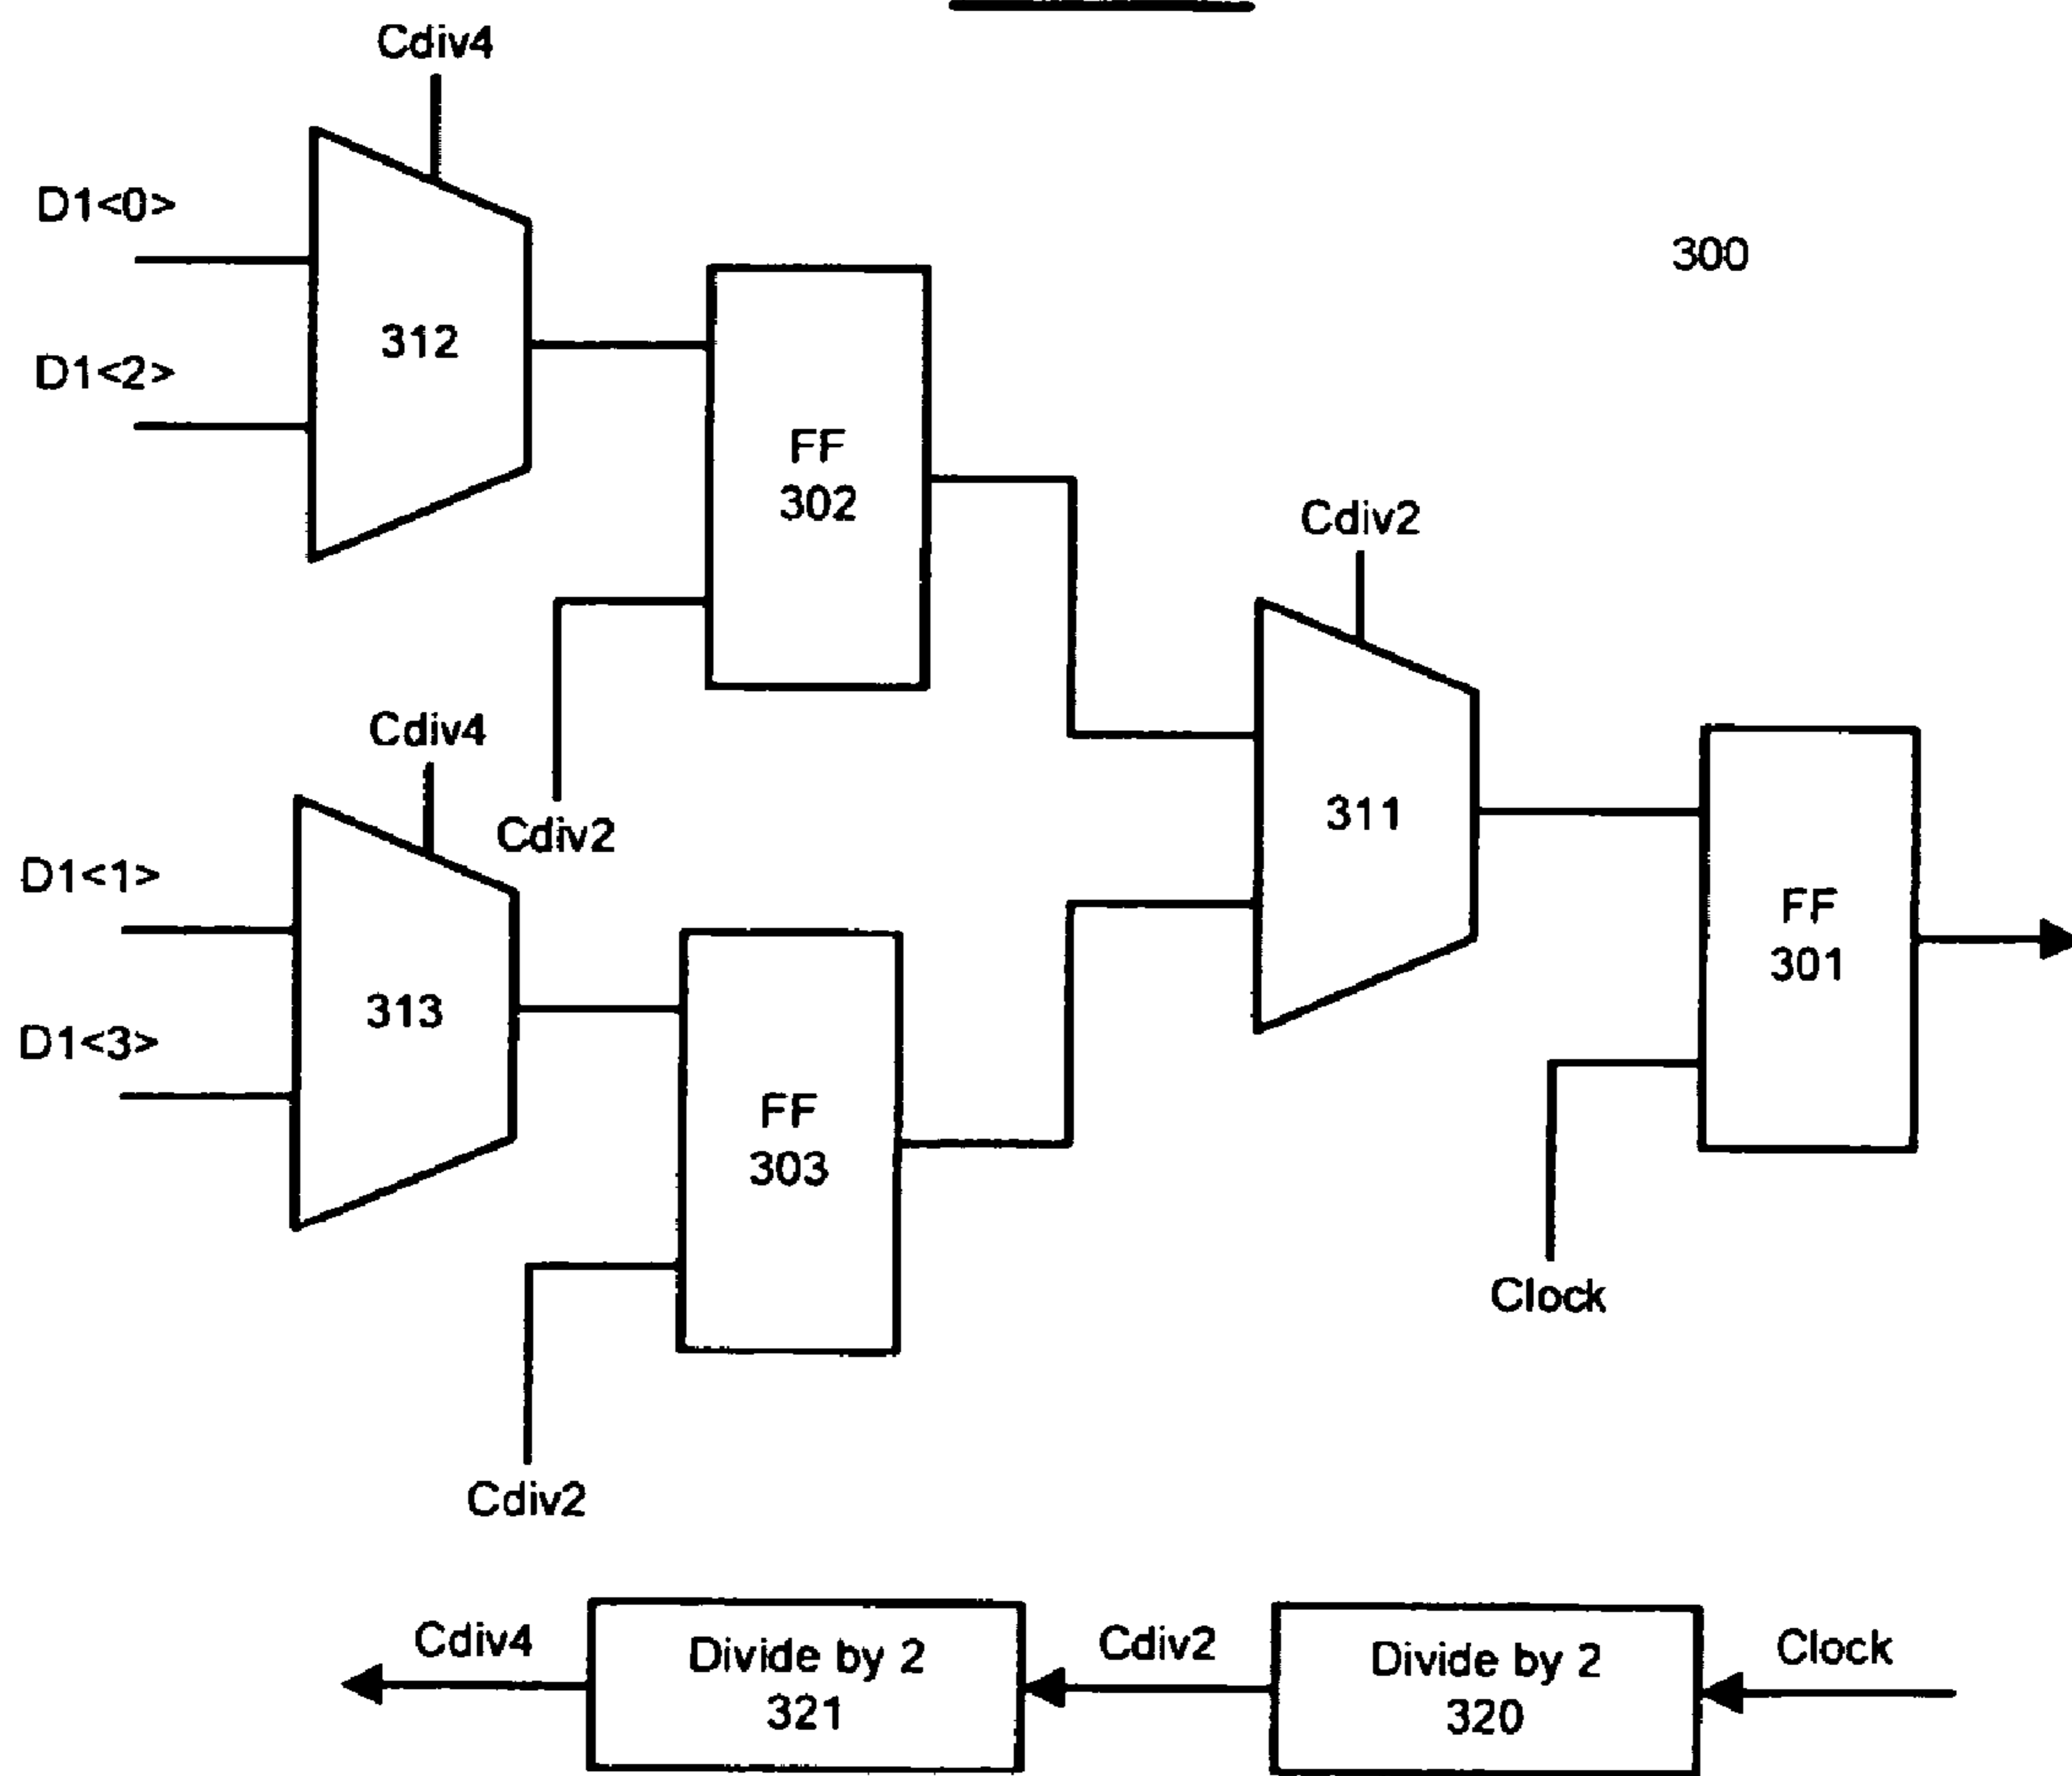 Cdiv4
D1<0>
300
312
D1<2>
FF
302
Cdiv2
Cdiv4
Cdiv2
311
D1<1>
FF
301
313
D1<3>
FF
303
Clock
Cdiv2
Cdiv4
Divide by 2
321
Cdiv2
Divide by 2
320
Clock